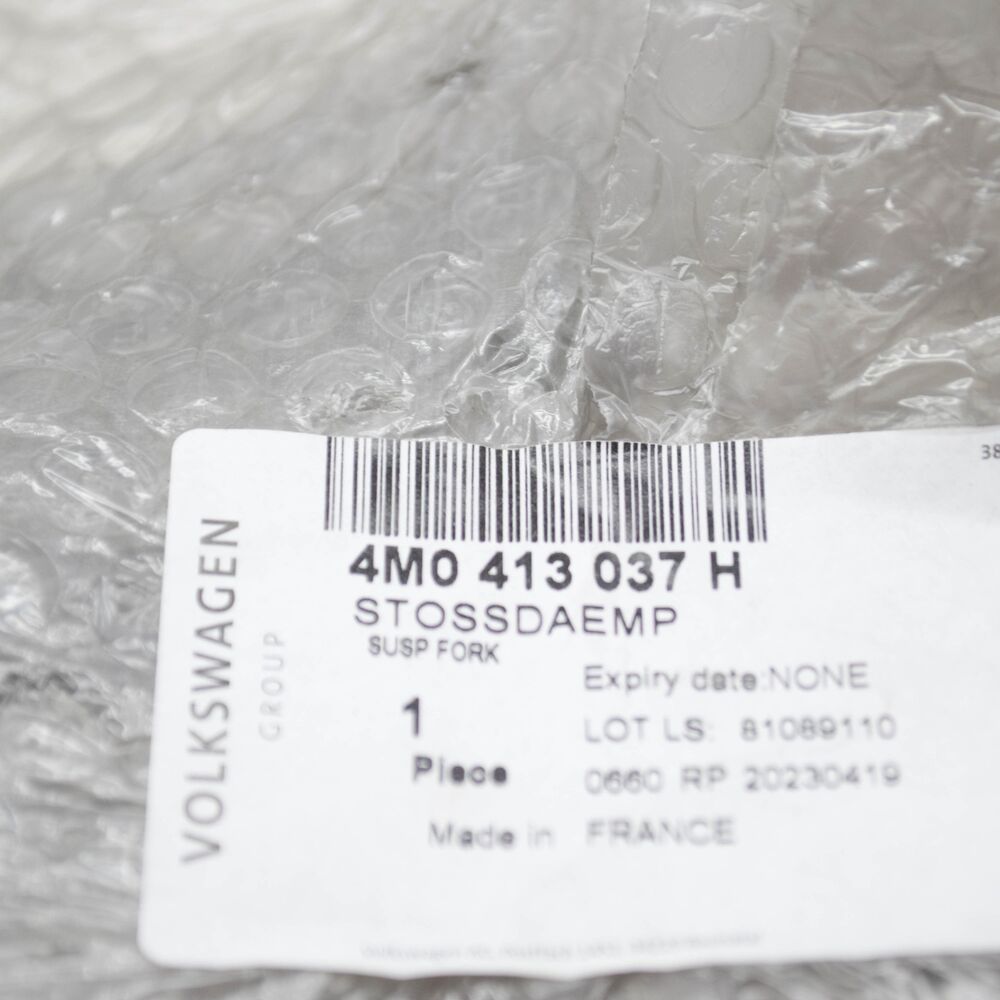 38
4M0 413 037 H
STOSSDAEMP
SUSP FORK
VOLKSWAGEN
GROUP
1
Piece
Expiry date:NONE
LOT LS: 81089110
0660 RP 20230419
Made in FRANCE